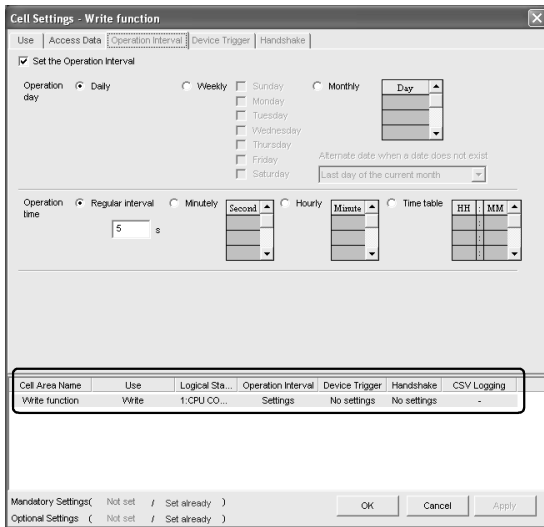 Cell Settings - Write function
Use Access Data Operation Interval Device Trigger Handshake
Set the Operation Interval
Operation day Daily Weekly Sunday Monthly Day
Monday
Tuesday
Wednesday
Thursday
Friday Alternate date when a date does not exist
Saturday Last day of the current month
Operation time Regular interval Minutely Second Hourly Minute Time table HH : MM
5 s :
:
:
Cell Area Name Use Logical Sta... Operation Interval Device Trigger Handshake CSV Logging
Write function Write 1:CPU CO... Settings No settings No settings -
Mandatory Settings( Not set / Set already ) OK Cancel Apply
Optional Settings ( Not set / Set already )